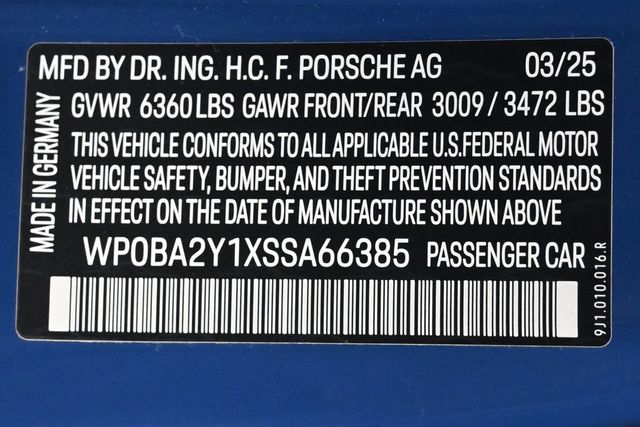 MFD BY DR. ING. H.C. F. PORSCHE AG 03/25
GVWR 6360LBS GAWR FRONT/REAR 3009 / 3472 LBS
THIS VEHICLE CONFORMS TO ALL APPLICABLE U.S.FEDERAL MOTOR
VEHICLE SAFETY, BUMPER, AND THEFT PREVENTION STANDARDS
IN EFFECT ON THE DATE OF MANUFACTURE SHOWN ABOVE
WP0BA2Y1XSSA66385 PASSENGER CAR
MADE IN GERMANY
9J1.010.016.R